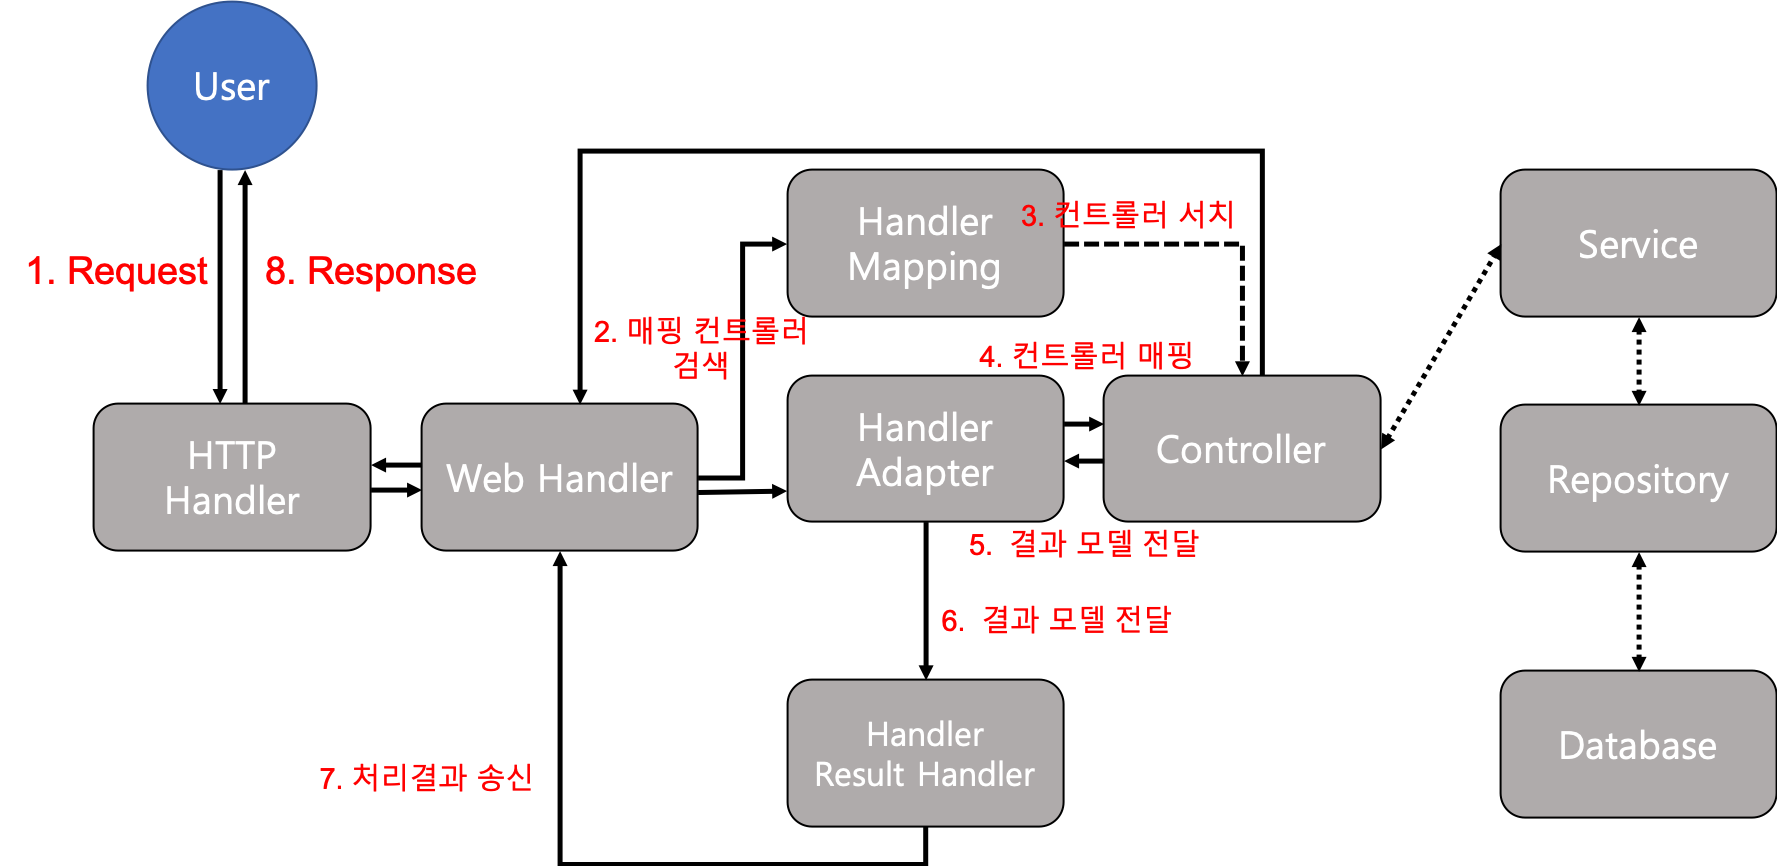 User
1. Request
8. Response
Handler
Mapping
3. 컨트롤러 서치
Service
2. 매핑 컨트롤러
검색
4. 컨트롤러 매핑
HTTP
Handler
Web Handler
Handler
Adapter
Controller
Repository
5. 결과 모델 전달
6. 결과 모델 전달
Handler
Result Handler
7. 처리결과 송신
Database